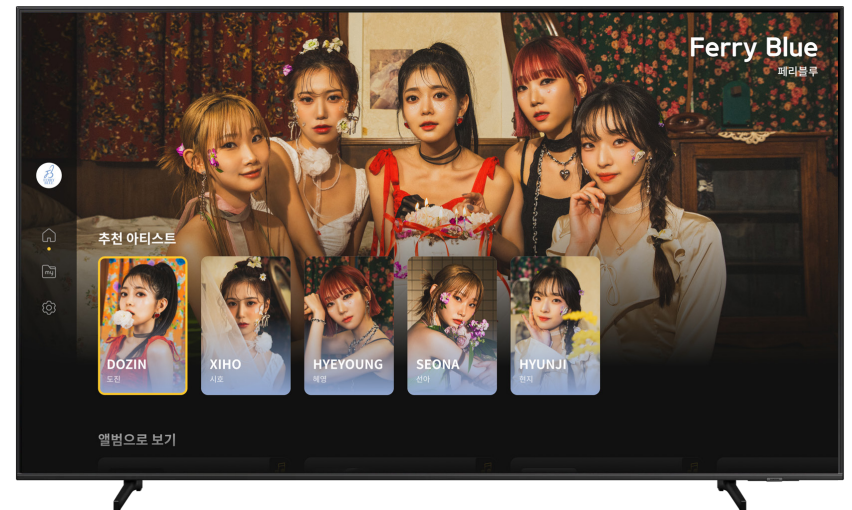 Ferry Blue
페리블루
my
추천 아티스트
DOZIN
도진
XIHO
시호
HYEYOUNG
혜영
SEONA
선아
HYUNJI
현지
앨범으로 보기